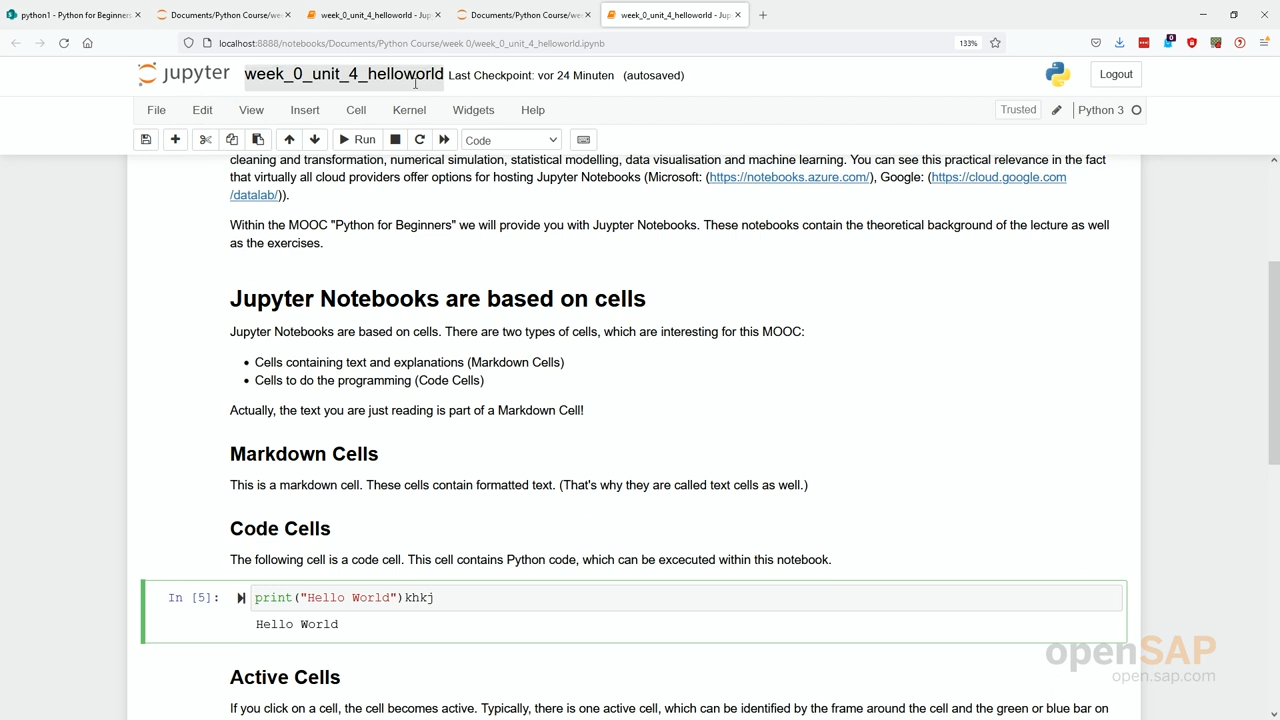 python1 - Python for Beginners
Documents/Python Course/we
week_0_unit_4_helloworld - Jup
Documents/Python Course/we
week_0_unit_4_helloworld - Jup
localhost:8888/notebooks/Documents/Python Course/week 0/week_0_unit_4_helloworld.ipynb
133%
jupyter week_0_unit_4_helloworld Last Checkpoint: vor 24 Minuten (autosaved)
Logout
File Edit View Insert Cell Kernel Widgets Help
Trusted
Python 3
Run
Code
cleaning and transformation, numerical simulation, statistical modelling, data visualisation and machine learning. You can see this practical relevance in the fact
that virtually all cloud providers offer options for hosting Jupyter Notebooks (Microsoft: (https://notebooks.azure.com/), Google: (https://cloud.google.com
/datalab/)).
Within the MOOC "Python for Beginners" we will provide you with Juypter Notebooks. These notebooks contain the theoretical background of the lecture as well
as the exercises.
Jupyter Notebooks are based on cells
Jupyter Notebooks are based on cells. There are two types of cells, which are interesting for this MOOC:
• Cells containing text and explanations (Markdown Cells)
• Cells to do the programming (Code Cells)
Actually, the text you are just reading is part of a Markdown Cell!
Markdown Cells
This is a markdown cell. These cells contain formatted text. (That's why they are called text cells as well.)
Code Cells
The following cell is a code cell. This cell contains Python code, which can be excecuted within this notebook.
In [5]: print("Hello World")khkj
Hello World
openSAP
open.sap.com
Active Cells
If you click on a cell, the cell becomes active. Typically, there is one active cell, which can be identified by the frame around the cell and the green or blue bar on